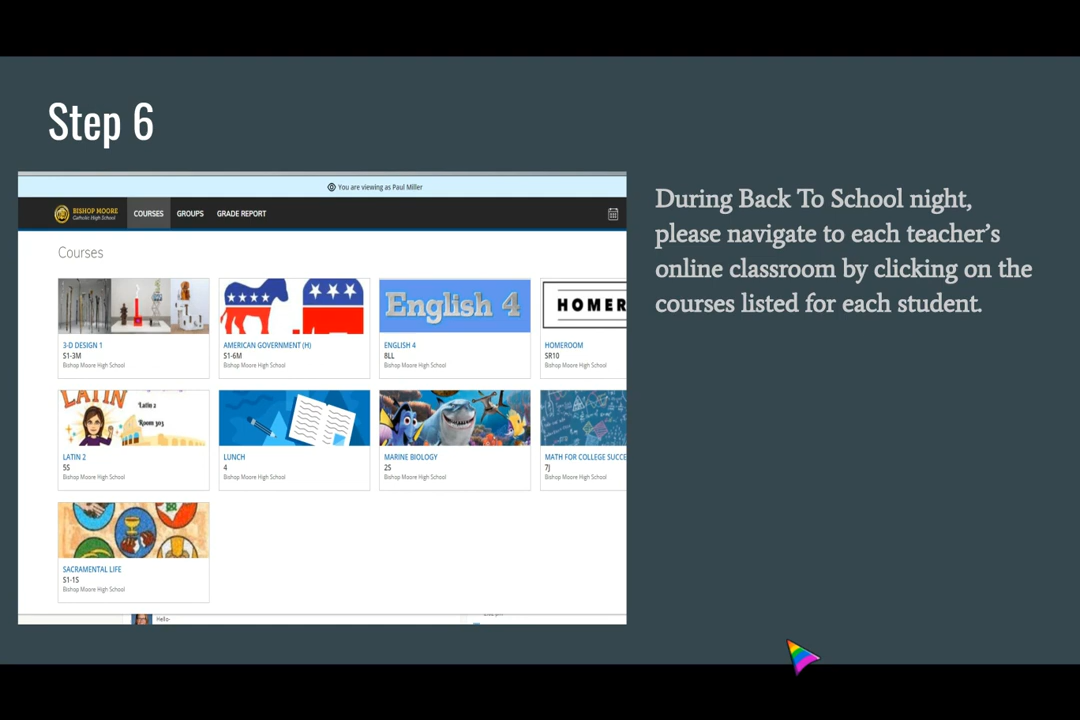 Step 6
You are viewing as Paul Miller
BISHOP MOORE
Catholic High School
COURSES
GROUPS
GRADE REPORT
Courses
English 4
HOMER
3-D DESIGN 1
S1-3M
Bishop Moore High School
AMERICAN GOVERNMENT (H)
S1-6M
Bishop Moore High School
ENGLISH 4
8LL
Bishop Moore High School
HOMEROOM
SR10
Bishop Moore High School
LATIN
Latin 2
Room 303
LATIN 2
5S
Bishop Moore High School
LUNCH
4
Bishop Moore High School
MARINE BIOLOGY
2S
Bishop Moore High School
MATH FOR COLLEGE SUCCE
7J
Bishop Moore High School
SACRAMENTAL LIFE
S1-1S
Bishop Moore High School
Hello-
During Back To School night,
please navigate to each teacher’s
online classroom by clicking on the
courses listed for each student.